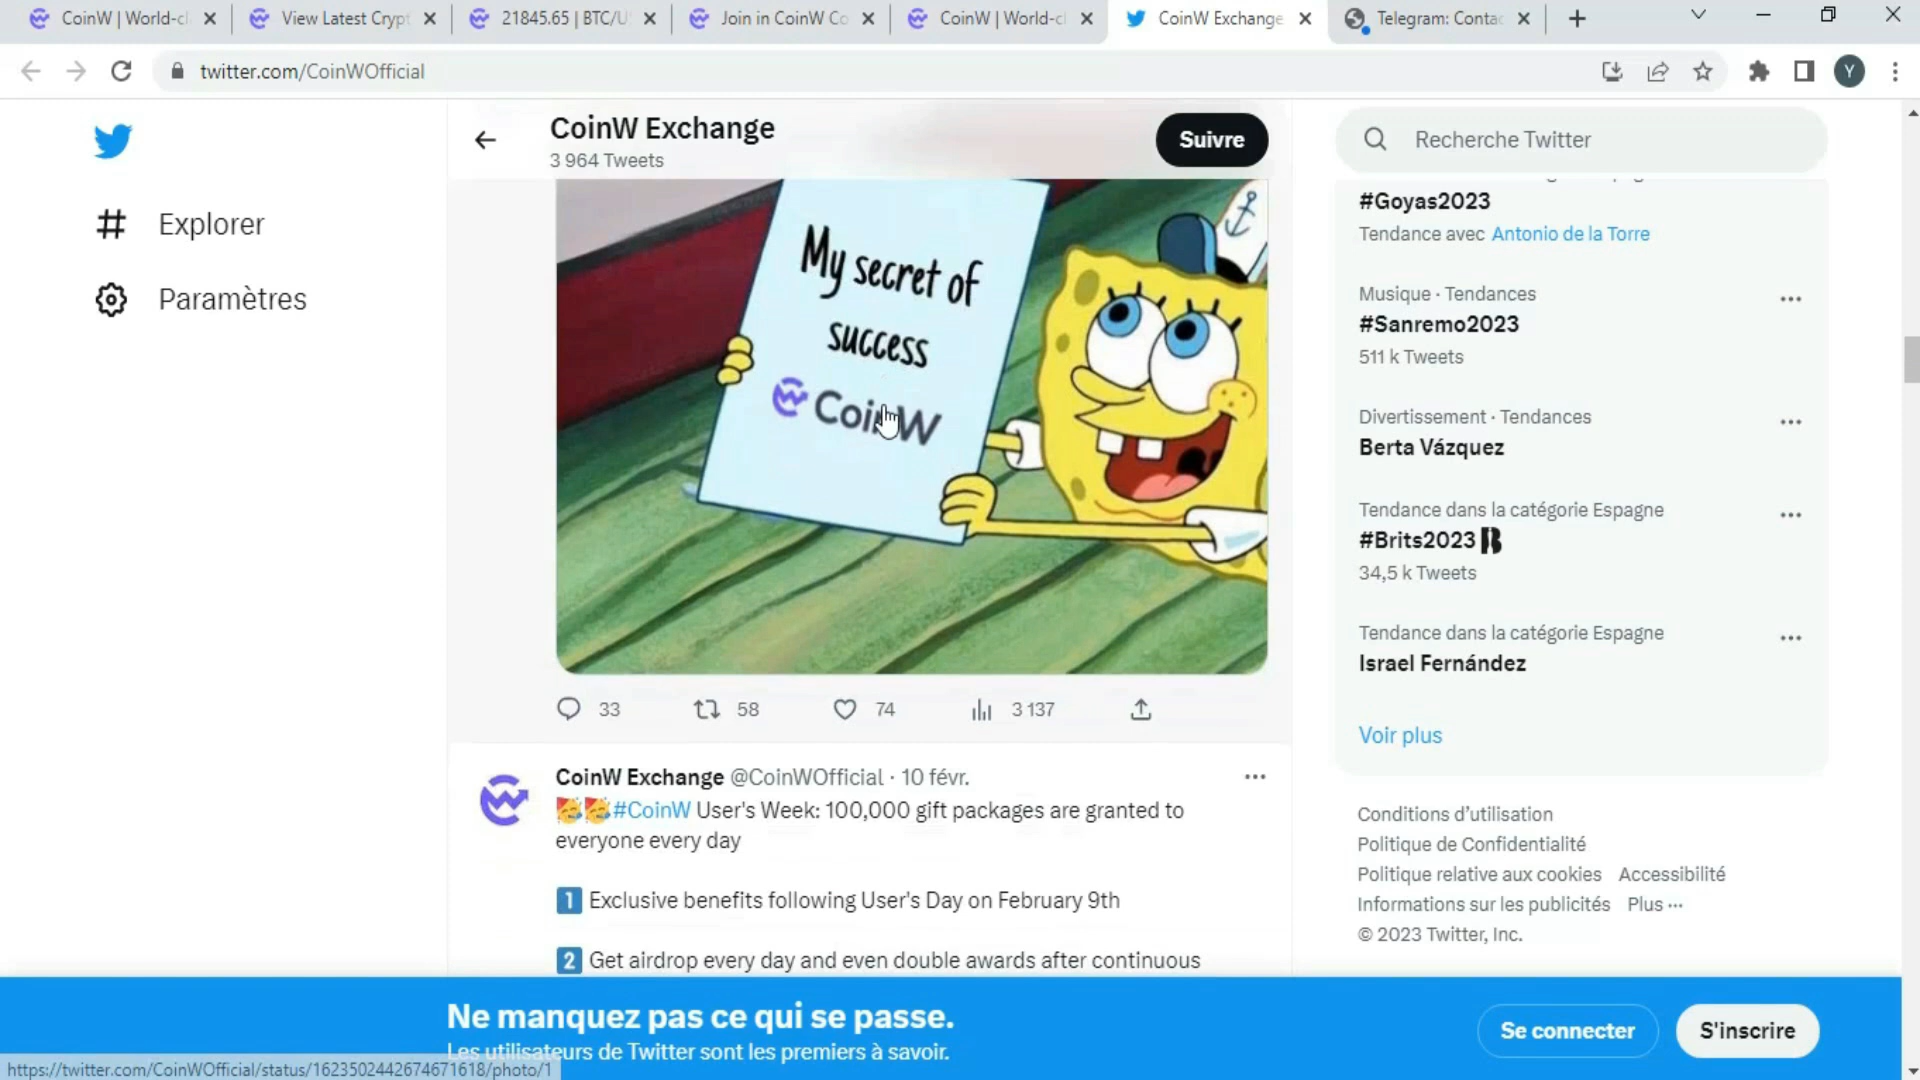 CoinW | World-cl
View Latest Crypt
21845.65 | BTC/U
Join in CoinW Co
CoinW | World-cl
CoinW Exchange
Telegram: Contac
twitter.com/CoinWOfficial
Y
Explorer
Paramètres
CoinW Exchange
3 964 Tweets
Suivre
My secret of
success
CoinW
33
58
74
3 137
CoinW Exchange @CoinWOfficial · 10 févr.
#CoinW User's Week: 100,000 gift packages are granted to
everyone every day
1 Exclusive benefits following User's Day on February 9th
2 Get airdrop every day and even double awards after continuous
Recherche Twitter
#Goyas2023
Tendance avec Antonio de la Torre
Musique · Tendances
#Sanremo2023
511 k Tweets
Divertissement · Tendances
Berta Vázquez
Tendance dans la catégorie Espagne
#Brits2023
34,5 k Tweets
Tendance dans la catégorie Espagne
Israel Fernández
Voir plus
Conditions d’utilisation
Politique de Confidentialité
Politique relative aux cookies Accessibilité
Informations sur les publicités Plus ···
© 2023 Twitter, Inc.
Ne manquez pas ce qui se passe.
Les utilisateurs de Twitter sont les premiers à savoir.
Se connecter
S'inscrire
https://twitter.com/CoinWOfficial/status/1623502442674671618/photo/1